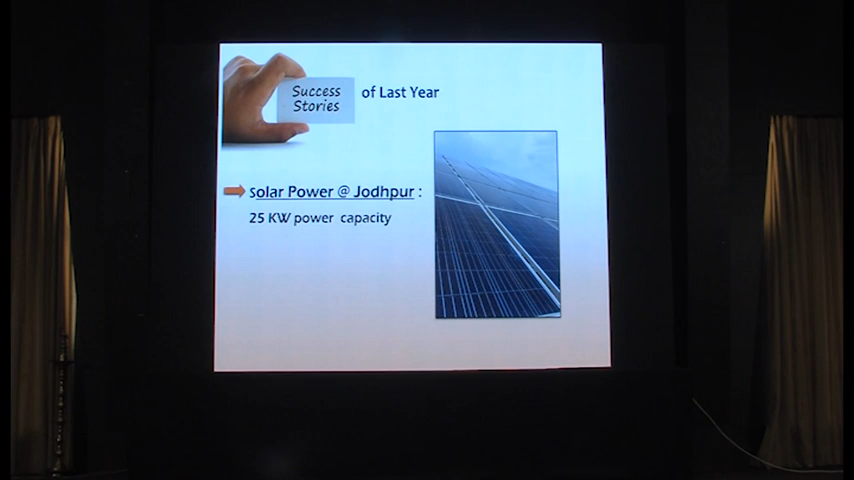 Success
Stories
of Last Year
solar Power @ Jodhpur :
25 KW power capacity